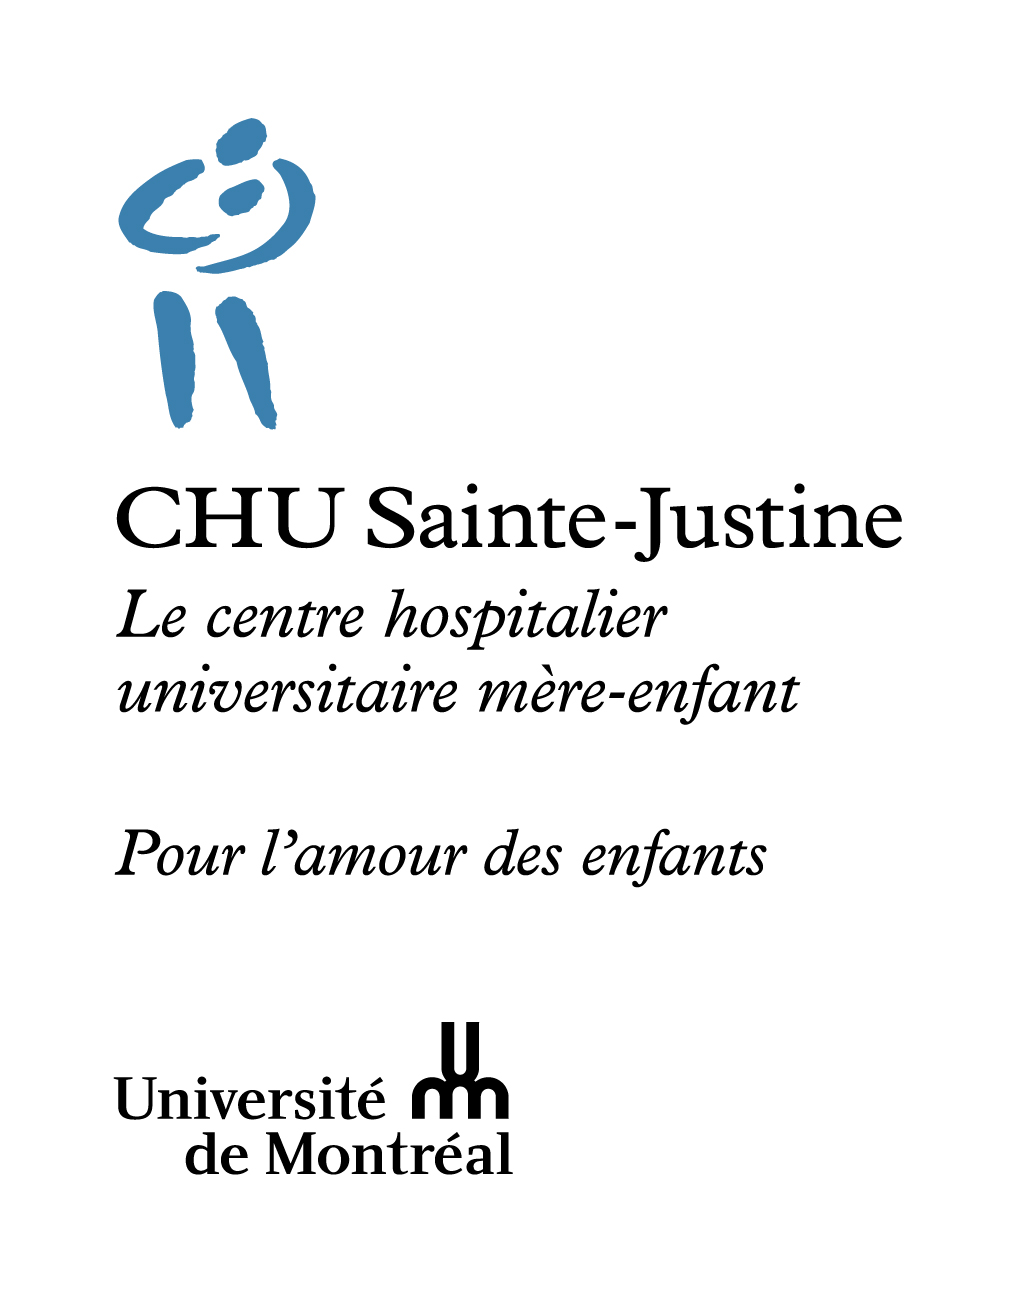 CHU Sainte-Justine
Le centre hospitalier
universitaire mère-enfant
Pour l’amour des enfants
Université
de Montréal